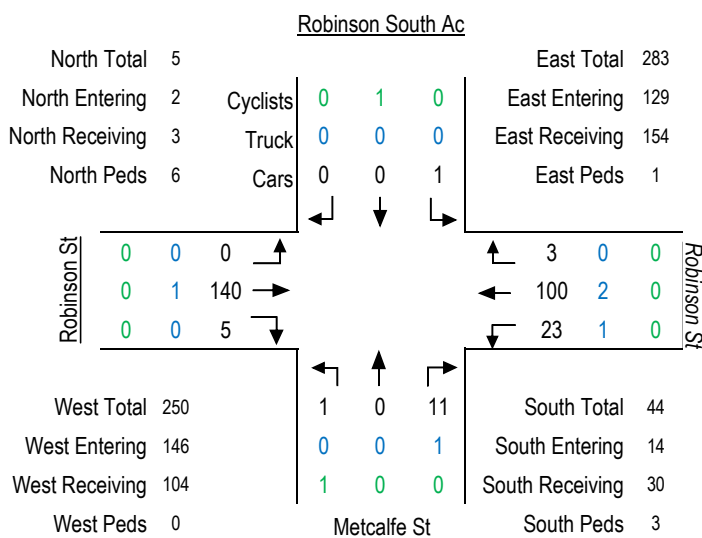 Robinson South Ac
North Total 5
North Entering 2
North Receiving 3
North Peds 6
Cyclists 0 1 0
Truck 0 0 0
Cars 0 0 1
East Total 283
East Entering 129
East Receiving 154
East Peds 1
Robinson St
0 0 0
0 1 140
0 0 5
3 0 0
100 2 0
23 1 0
Robinson St
West Total 250
West Entering 146
West Receiving 104
West Peds 0
1 0 11
0 0 1
1 0 0
Metcalfe St
South Total 44
South Entering 14
South Receiving 30
South Peds 3